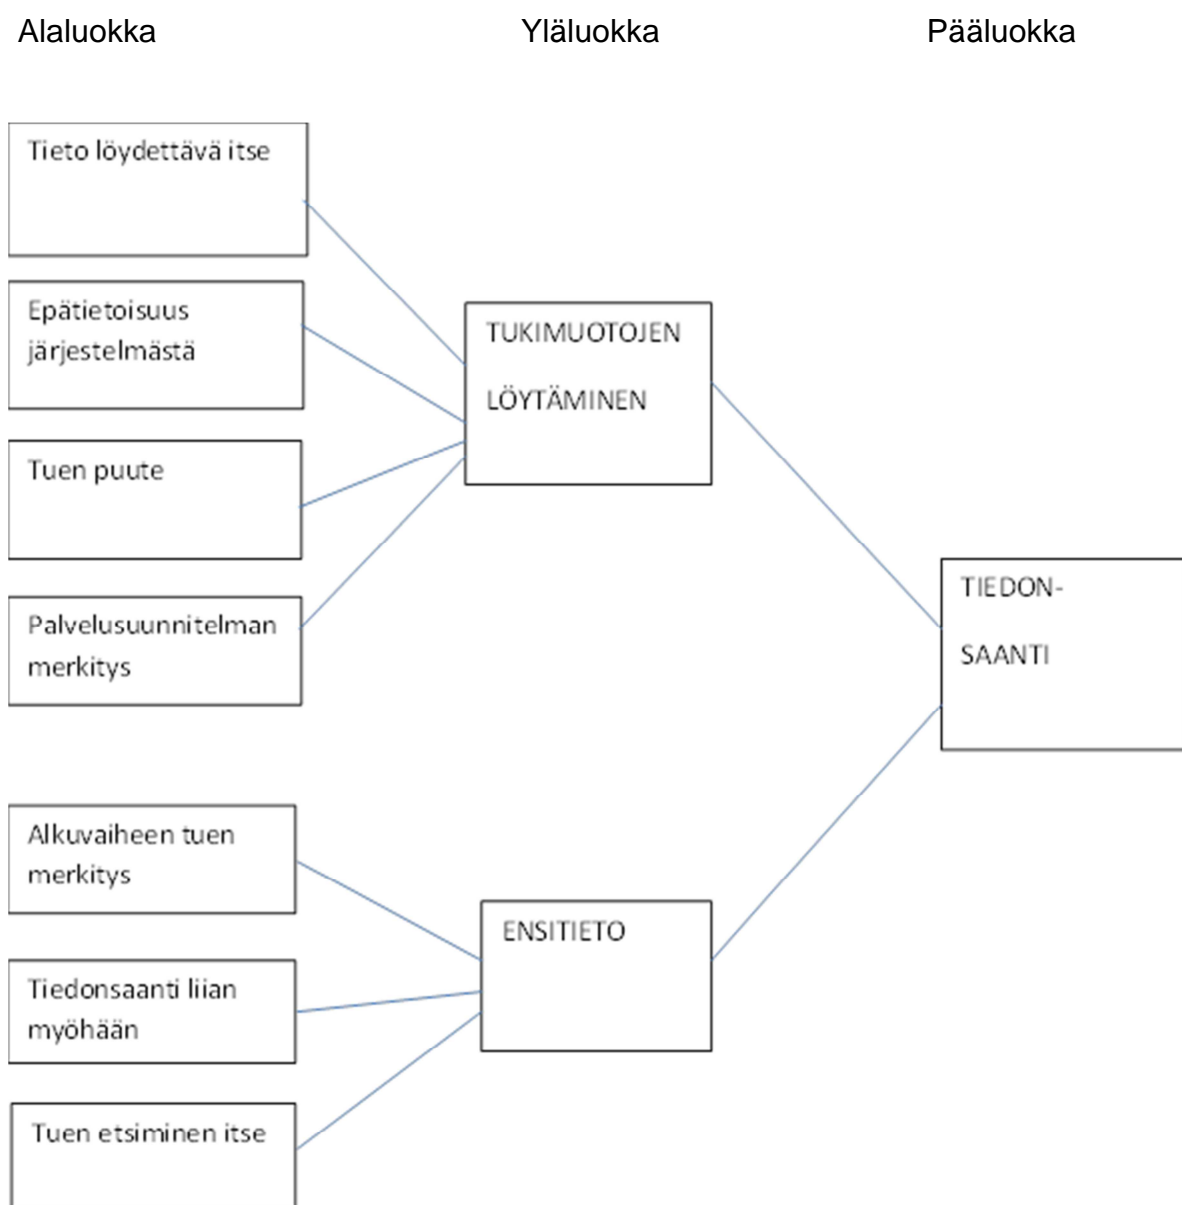 Alaluokka
Yläluokka
Pääluokka
Tieto löydettävä itse
Epätietoisuus
järjestelmästä
Tuen puute
Palvelusuunnitelman
merkitys
TUKIMUOTOJEN
LÖYTÄMINEN
TIEDON-
SAANTI
Alkuvaiheen tuen
merkitys
Tiedonsaanti liian
myöhään
Tuen etsiminen itse
ENSITIETO